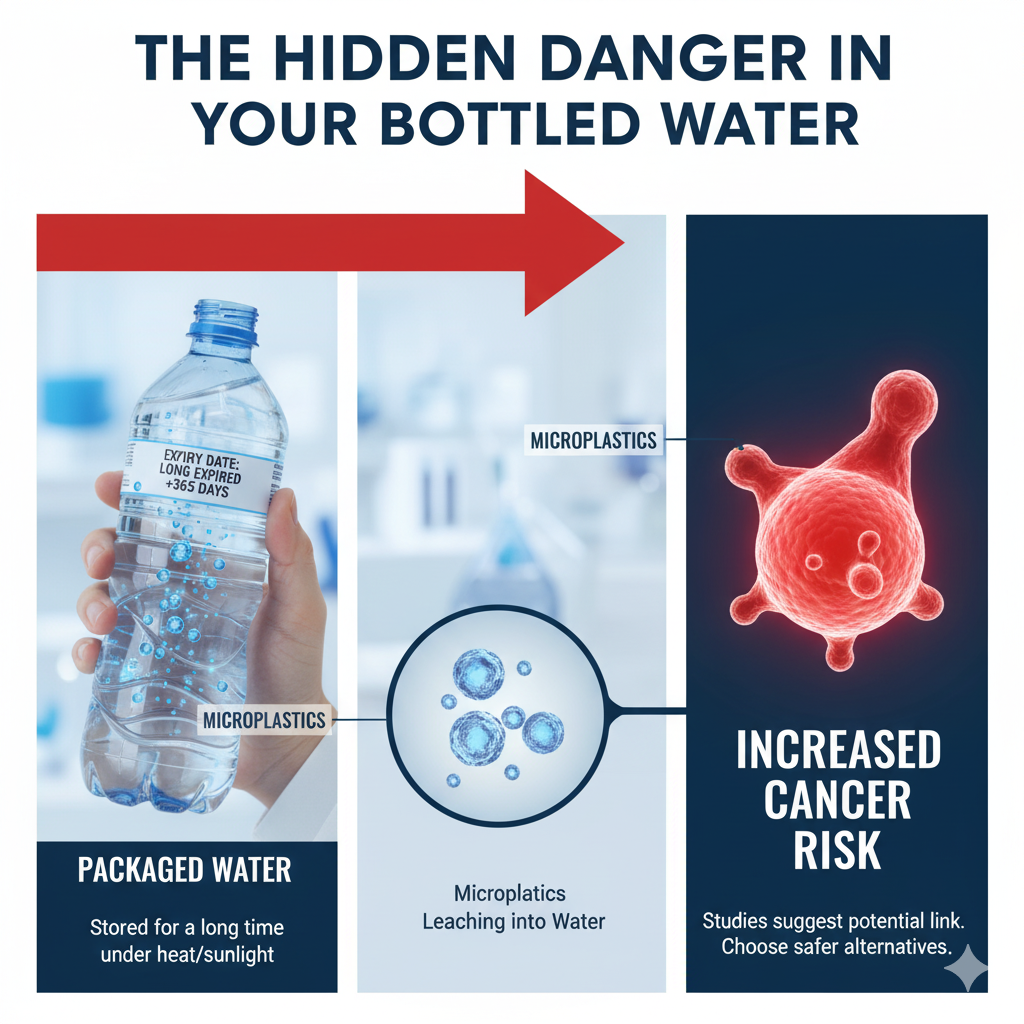 THE HIDDEN DANGER IN
YOUR BOTTLED WATER
EXPIRY DATE:
LONG EXPIRED
+365 DAYS
MICROPLASTICS
PACKAGED WATER
Stored for a long time
under heat/sunlight
MICROPLASTICS
Microplatics
Leaching into Water
INCREASED
CANCER
RISK
Studies suggest potential link.
Choose safer alternatives.